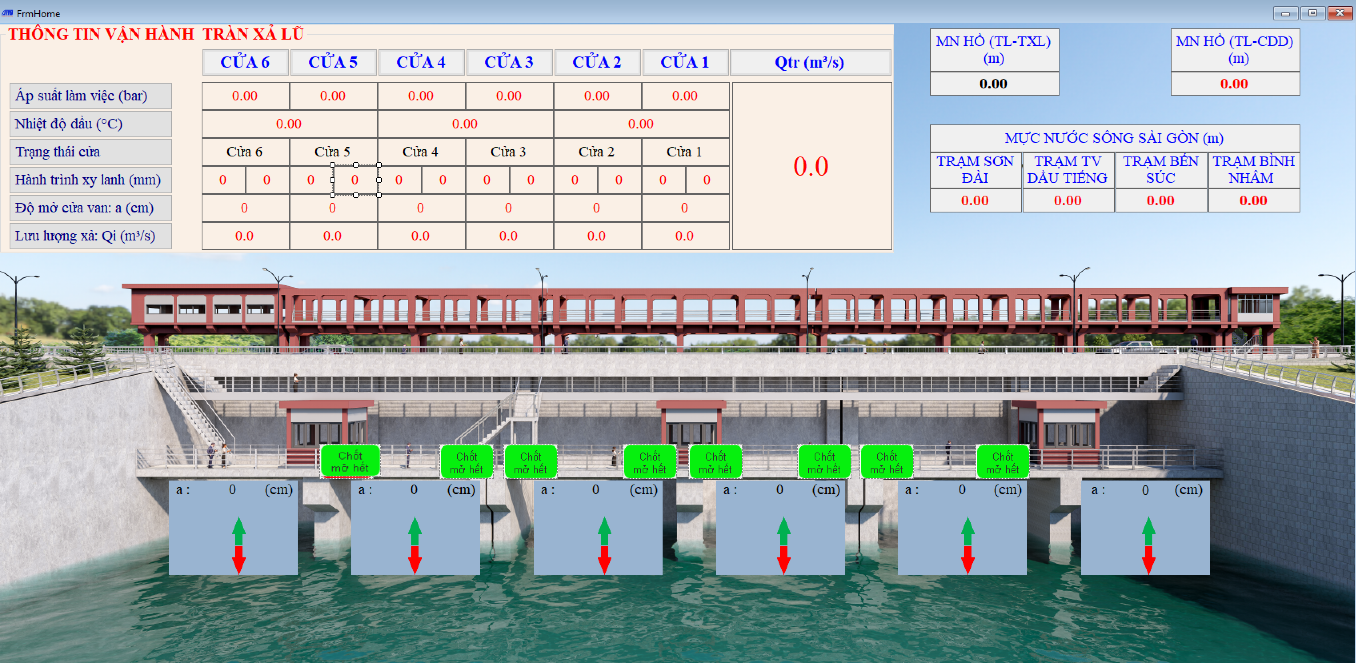 FrmHome
THÔNG TIN VẬN HÀNH TRÀN XẢ LŨ
CỬA 6 CỬA 5 CỬA 4 CỬA 3 CỬA 2 CỬA 1 Qtr (m³/s)
Áp suất làm việc (bar) 0.00 0.00 0.00 0.00 0.00 0.00
Nhiệt độ dầu (°C) 0.00 0.00 0.00
Trạng thái cửa Cửa 6 Cửa 5 Cửa 4 Cửa 3 Cửa 2 Cửa 1
0.0
Hành trình xy lanh (mm) 0 0 0 0 0 0 0 0 0 0 0 0
Độ mở cửa van: a (cm) 0 0 0 0 0 0
Lưu lượng xả: Qi (m³/s) 0.0 0.0 0.0 0.0 0.0 0.0
MN HỒ (TL-TXL)
(m)
0.00
MN HỒ (TL-CDD)
(m)
0.00
MỰC NƯỚC SÔNG SÀI GÒN (m)
TRẠM SƠN
ĐÀI
TRẠM TV
DẦU TIẾNG
TRẠM BẾN
SÚC
TRẠM BÌNH
NHÂM
0.00 0.00 0.00 0.00
Chốt
mở hết
Chốt
mở hết
Chốt
mở hết
Chốt
mở hết
Chốt
mở hết
Chốt
mở hết
Chốt
mở hết
Chốt
mở hết
a : 0 (cm)
a : 0 (cm)
a : 0 (cm)
a : 0 (cm)
a : 0 (cm)
a : 0 (cm)